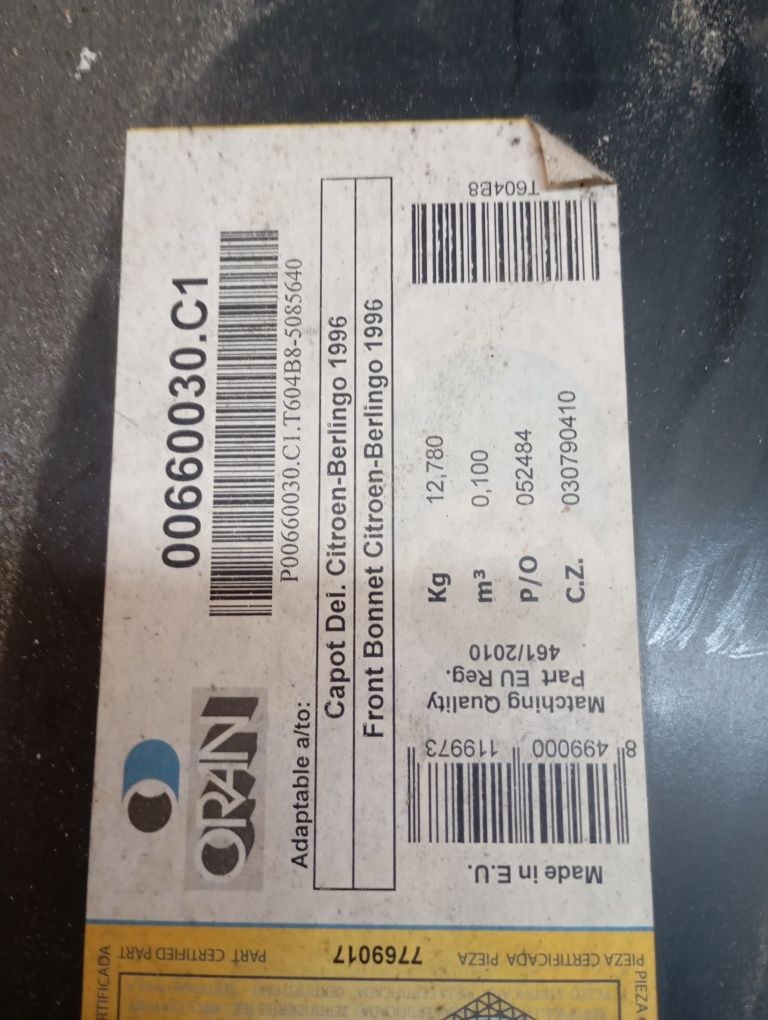 ORAN
00660030.C1
P00660030.C1.T604B8-5085640
Adaptable a/to:
Capot Del. Citroen-Berlingo 1996
Front Bonnet Citroen-Berlingo 1996
Kg 12,780
m³ 0,100
P/O 052484
C.Z. 030790410
T604B8
Matching Quality
Part EU Reg.
461/2010
8 499000 119973
Made in E.U.
PIEZA CERTIFICADA PIEZA
7769017
PART CERTIFIED PART